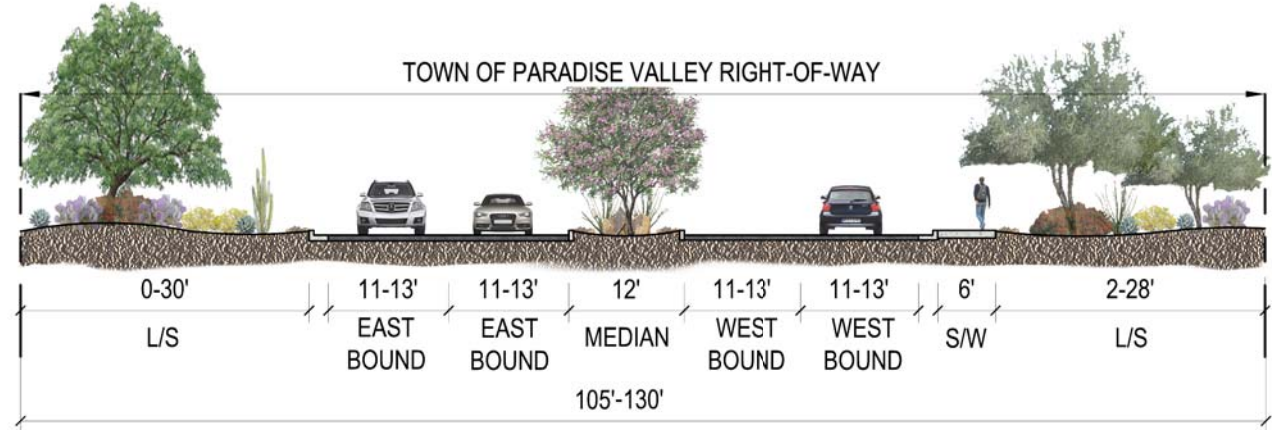 TOWN OF PARADISE VALLEY RIGHT-OF-WAY
0-30' 11-13' 11-13' 12' 11-13' 11-13' 6' 2-28'
L/S EAST BOUND EAST BOUND MEDIAN WEST BOUND WEST BOUND S/W L/S
105'-130'